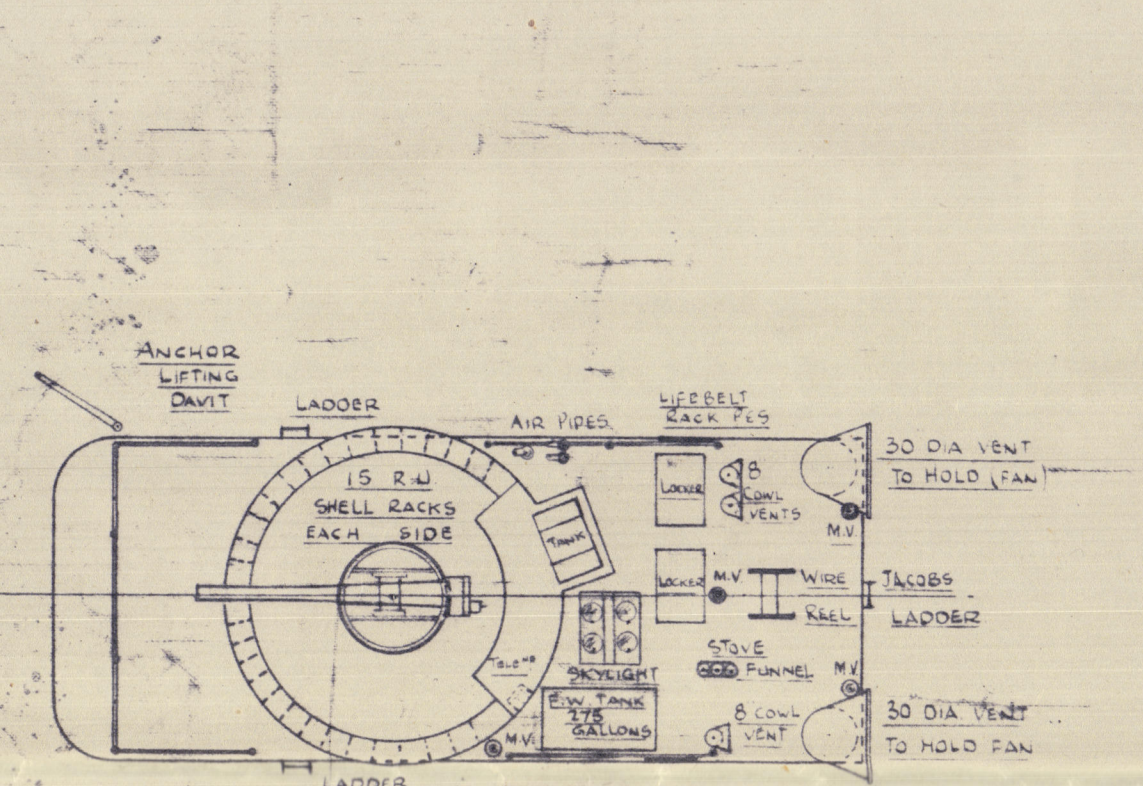 ANCHOR
LIFTING
DAVIT
LADDER
AIR PIPES
LIFEBELT
RACK P&S
30 DIA VENT
TO HOLD (FAN)
15 RND
SHELL RACKS
EACH SIDE
LOCKER
8
COWL
VENTS
M.V.
TANK
LOCKER
M.V.
WIRE
REEL
JACOBS
LADDER
STOVE
FUNNEL
SKYLIGHT
M.V.
F.W. TANK
275
GALLONS
M.V.
8 COWL
VENT
30 DIA VENT
TO HOLD FAN
LADDER